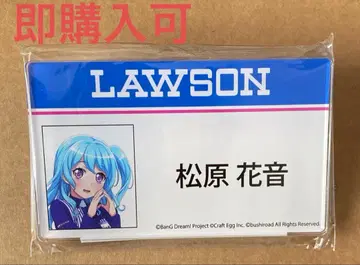 即購入可
LAWSON
松原 花音
©BanG Dream! Project ©Craft Egg Inc. ©bushiroad All Rights Reserved.